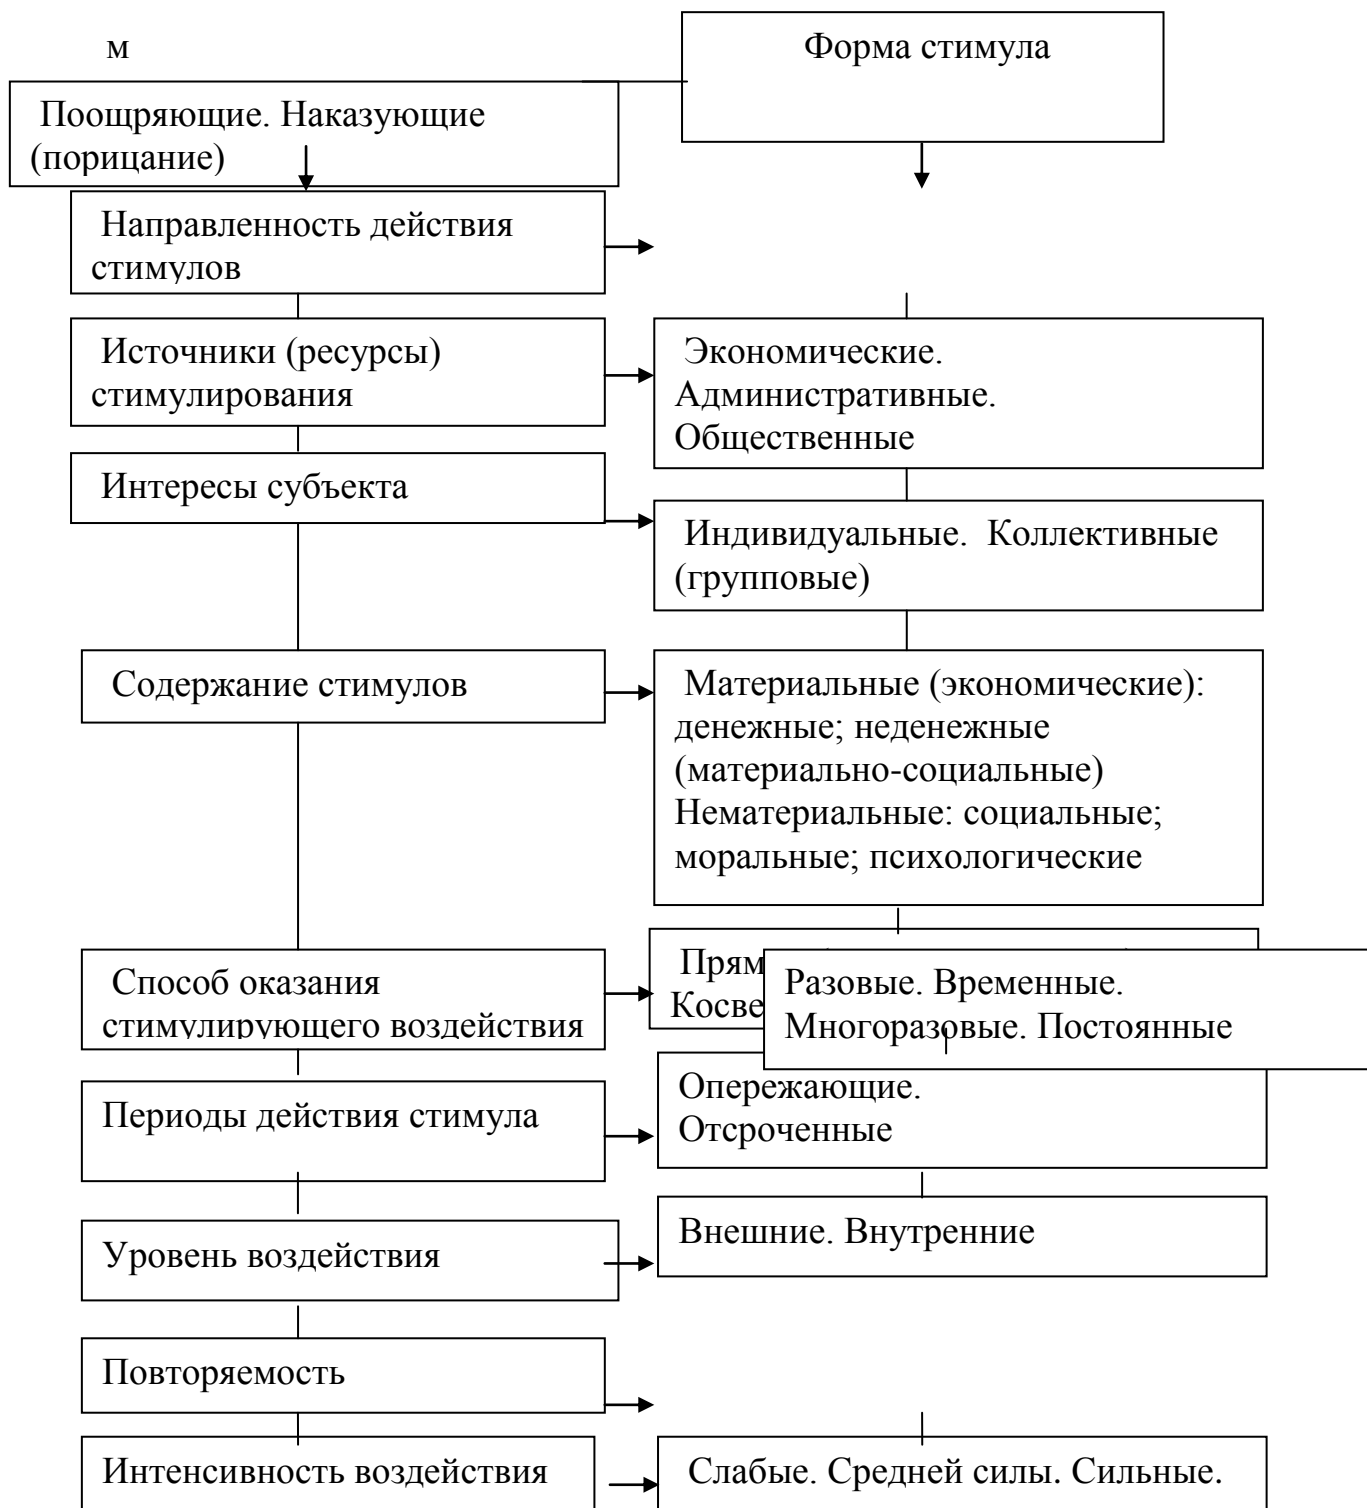 м
Форма стимула
Поощряющие. Наказующие
(порицание)
Направленность действия
стимулов
Источники (ресурсы)
стимулирования
Экономические.
Административные.
Общественные
Интересы субъекта
Индивидуальные. Коллективные
(групповые)
Содержание стимулов
Материальные (экономические):
денежные; неденежные
(материально-социальные)
Нематериальные: социальные;
моральные; психологические
Способ оказания
стимулирующего воздействия
Разовые. Временные.
Многоразовые. Постоянные
Периоды действия стимула
Опережающие.
Отсроченные
Уровень воздействия
Внешние. Внутренние
Повторяемость
Интенсивность воздействия
Слабые. Средней силы. Сильные.